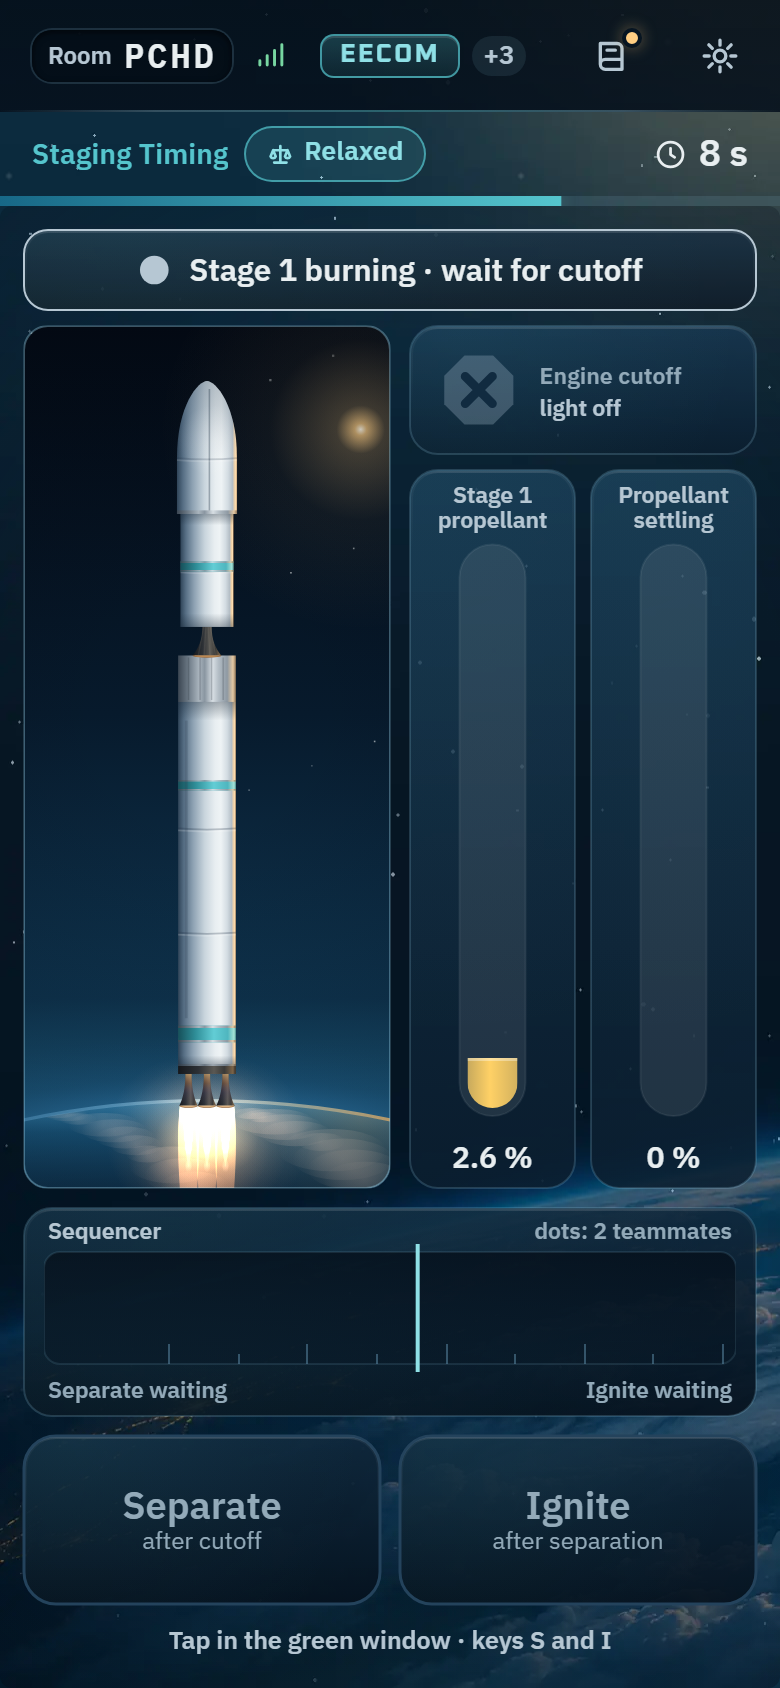 Room PCHD EECOM +3
Staging Timing Relaxed 8 s
Stage 1 burning · wait for cutoff
Engine cutoff
light off
Stage 1
propellant
2.6 %
Propellant
settling
0 %
Sequencer dots: 2 teammates
Separate waiting Ignite waiting
Separate
after cutoff
Ignite
after separation
Tap in the green window · keys S and I